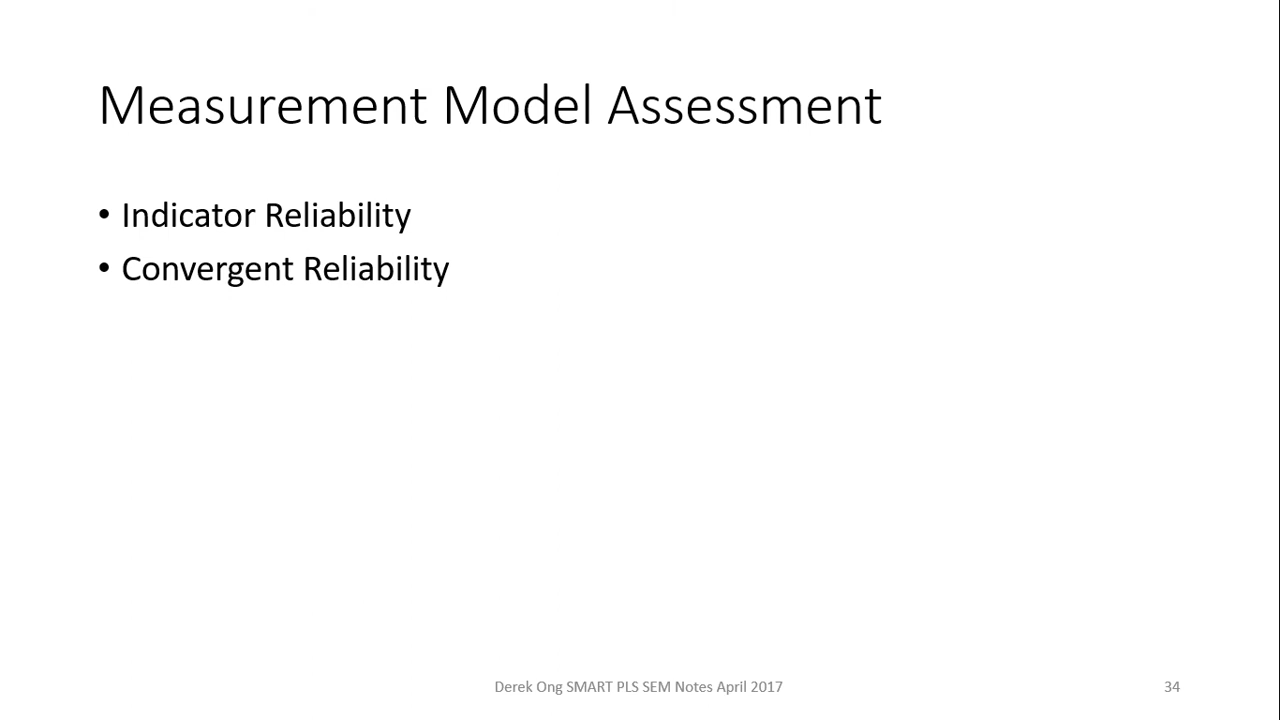 Measurement Model Assessment
• Indicator Reliability
• Convergent Reliability
Derek Ong SMART PLS SEM Notes April 2017
34